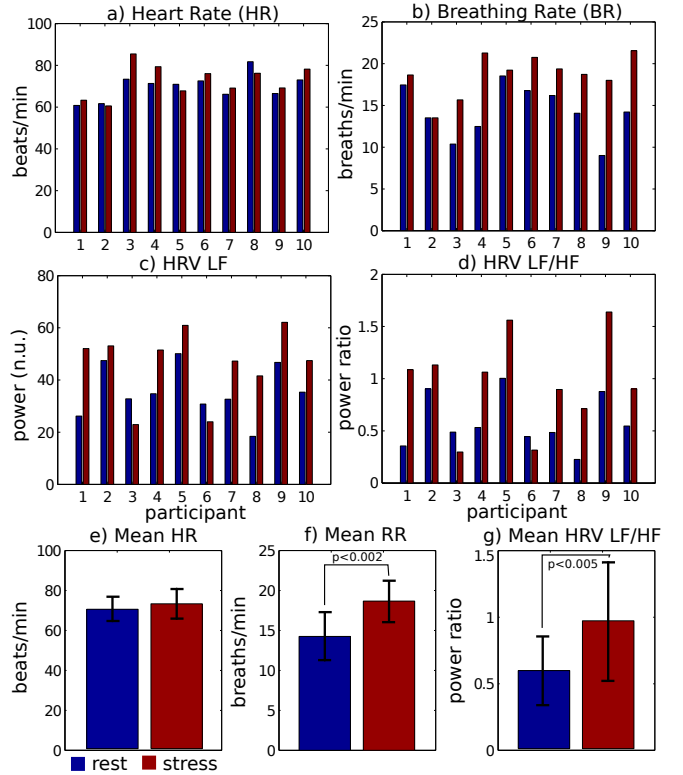 a) Heart Rate (HR)
beats/min
100
80
60
40
20
0
1 2 3 4 5 6 7 8 9 10
b) Breathing Rate (BR)
breaths/min
25
20
15
10
5
0
1 2 3 4 5 6 7 8 9 10
c) HRV LF
power (n.u.)
80
60
40
20
0
1 2 3 4 5 6 7 8 9 10
participant
d) HRV LF/HF
power ratio
2
1.5
1
0.5
0
1 2 3 4 5 6 7 8 9 10
participant
e) Mean HR
beats/min
100
80
60
40
20
0
f) Mean RR
breaths/min
25
20
15
10
5
0
p<0.002
g) Mean HRV LF/HF
power ratio
1.5
1
0.5
0
p<0.005
rest stress